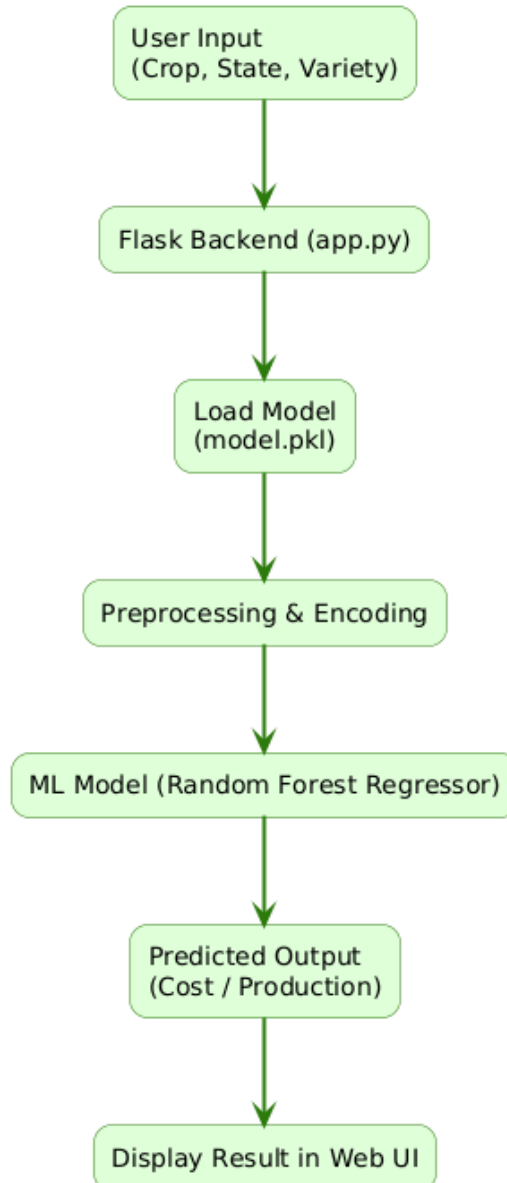 User Input
(Crop, State, Variety)
Flask Backend (app.py)
Load Model
(model.pkl)
Preprocessing & Encoding
ML Model (Random Forest Regressor)
Predicted Output
(Cost / Production)
Display Result in Web UI